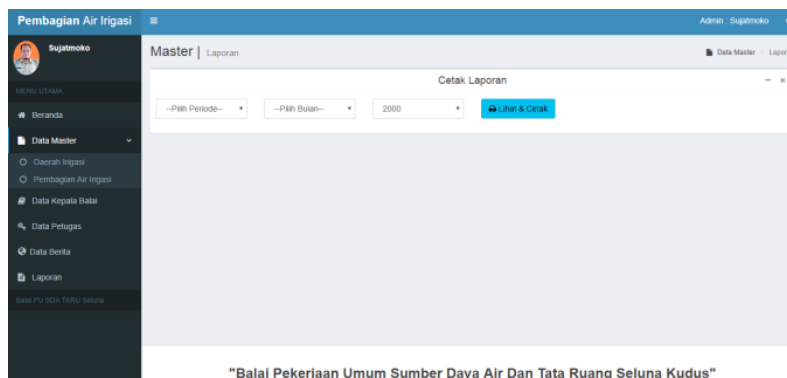 Pembagian Air Irigasi
Admin : Sujatmoko
Sujatmoko
Master | Laporan
Data Master
Cetak Laporan
MENU UTAMA
--Pilih Periode--
--Pilih Bulan--
2000
Lihat & Cetak
Beranda
Data Master
Daerah Irigasi
Pembagian Air Irigasi
Data Kepala Balai
Data Petugas
Data Berita
Laporan
Balai PU SDA TARU Seluna
"Balai Pekerjaan Umum Sumber Daya Air Dan Tata Ruang Seluna Kudus"